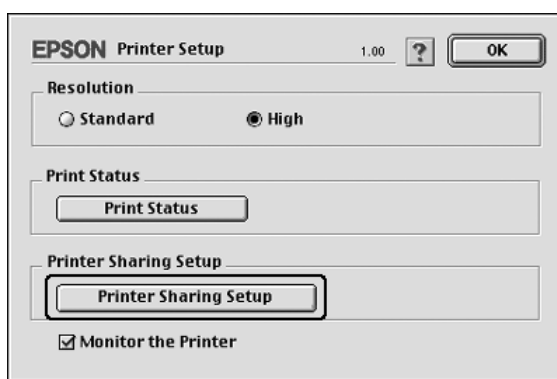 EPSON Printer Setup 1.00 ? OK
Resolution
Standard High
Print Status
Print Status
Printer Sharing Setup
Printer Sharing Setup
Monitor the Printer